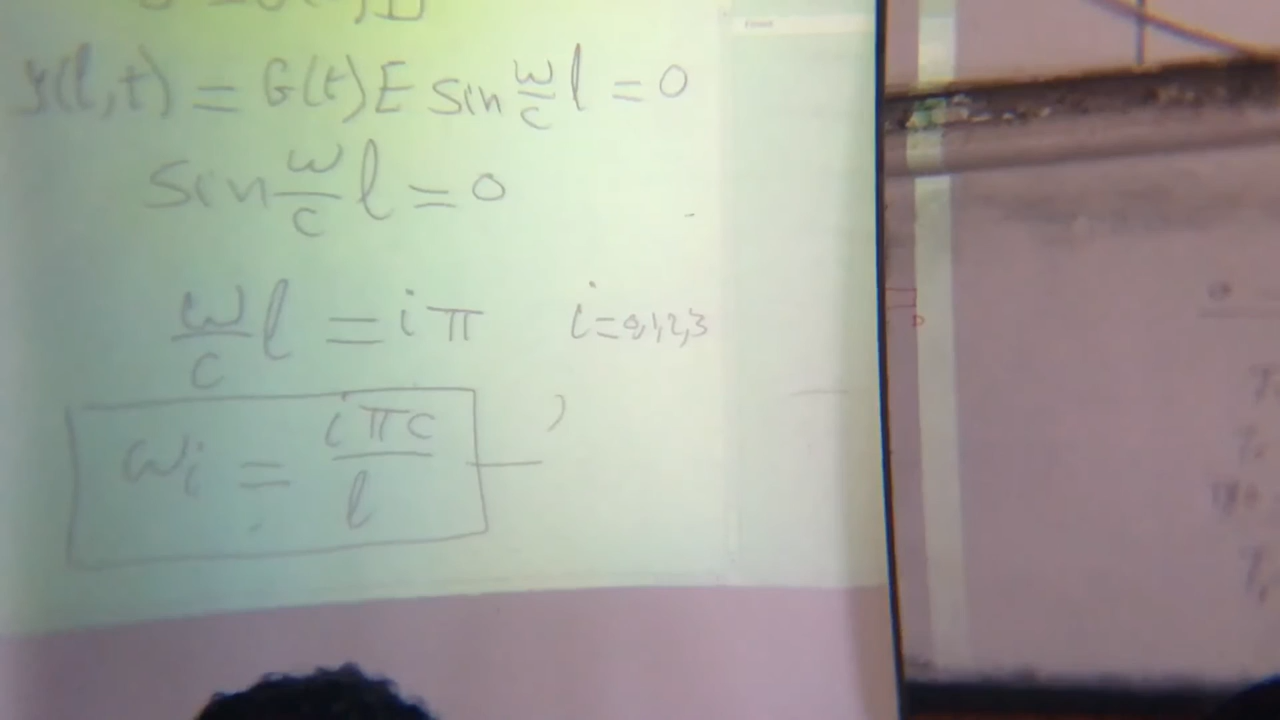 y(l,t) = G(t)E sin ω/c l = 0
sin ω/c l = 0
ω/c l = iπ i=0,1,2,3
ωi = iπc/l